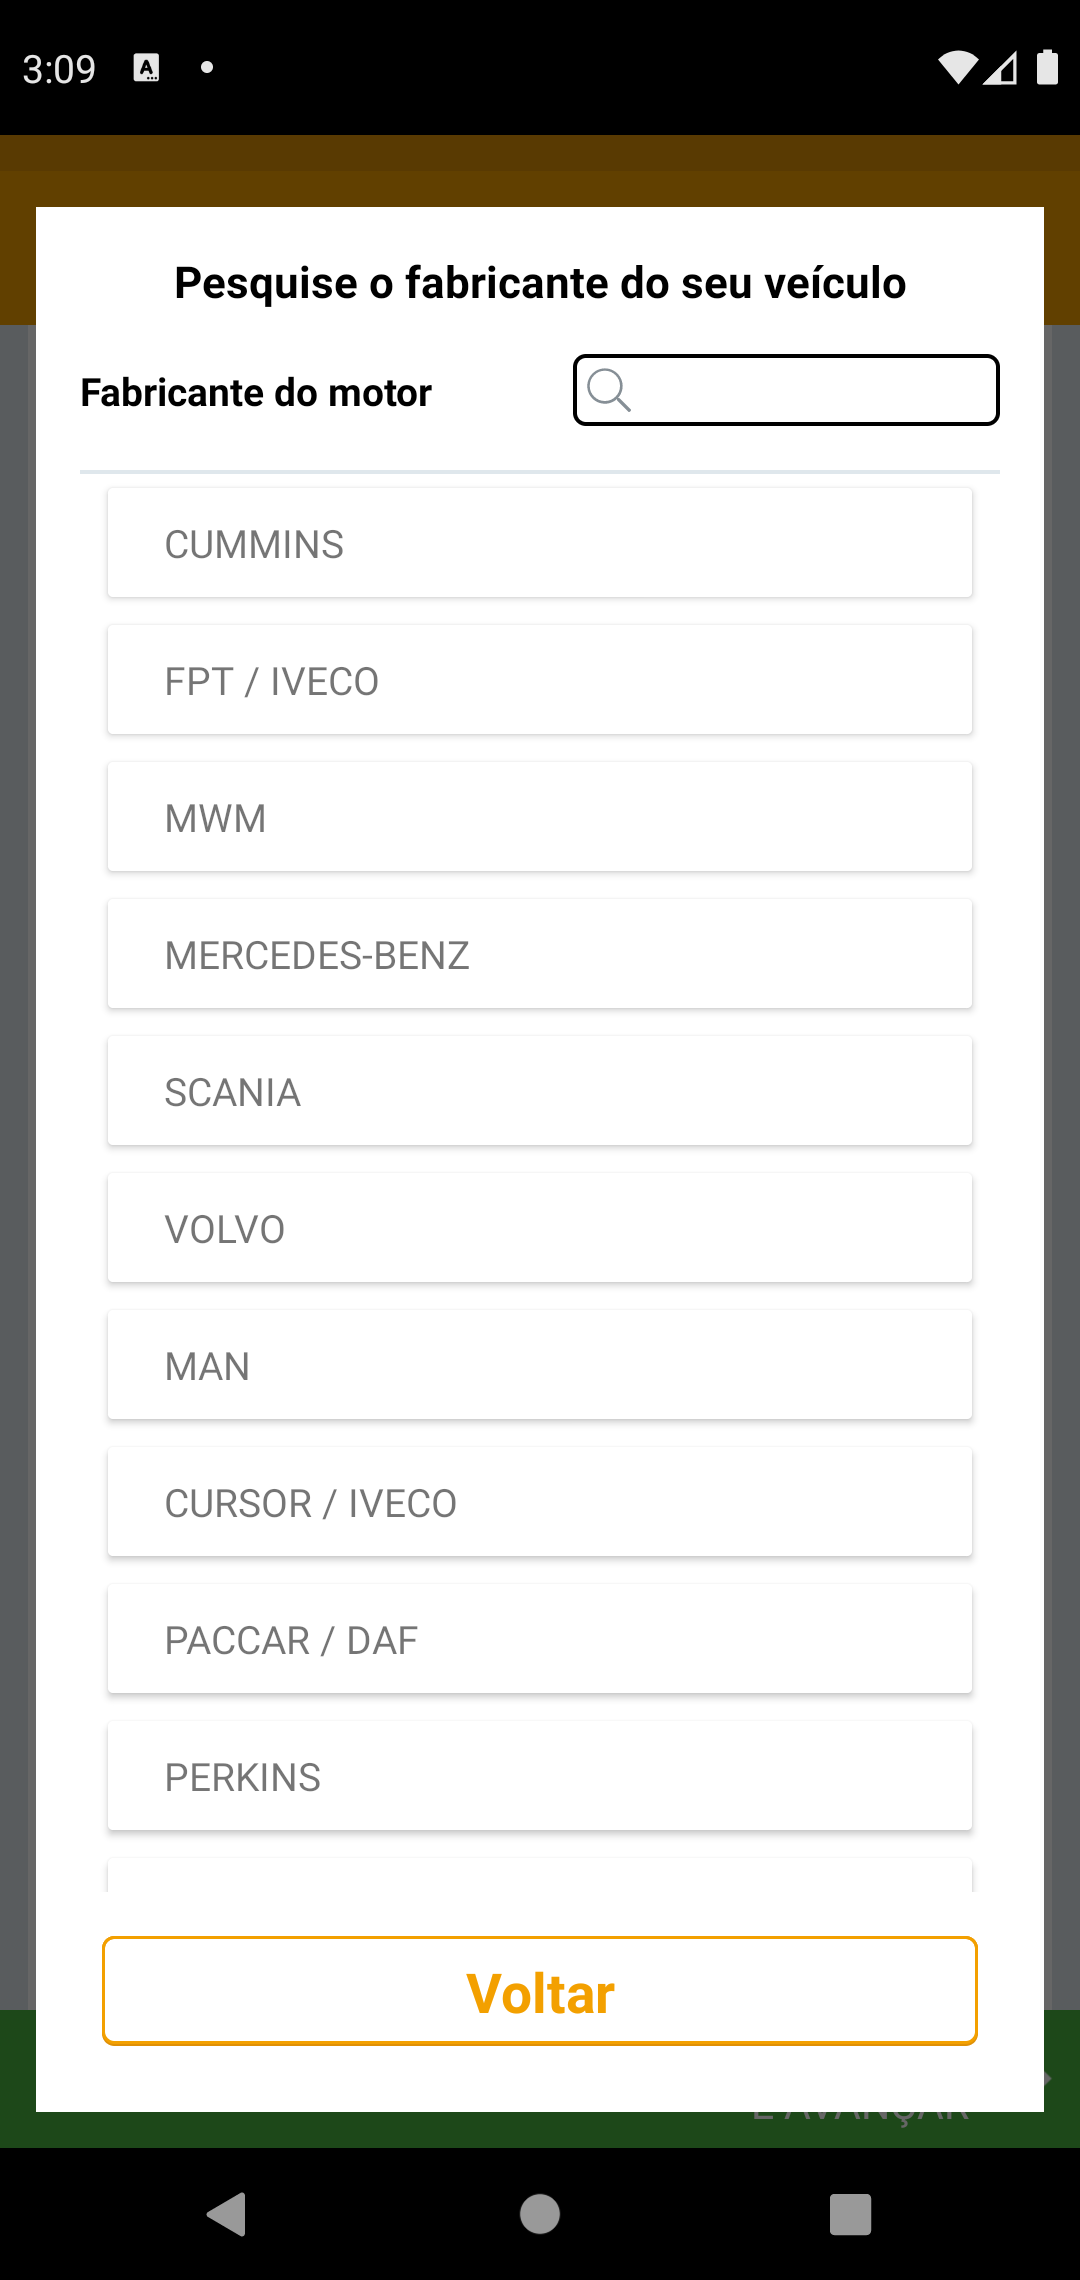 3:09
Pesquise o fabricante do seu veículo
Fabricante do motor
CUMMINS
FPT / IVECO
MWM
MERCEDES-BENZ
SCANIA
VOLVO
MAN
CURSOR / IVECO
PACCAR / DAF
PERKINS
Voltar
E AVANÇAR